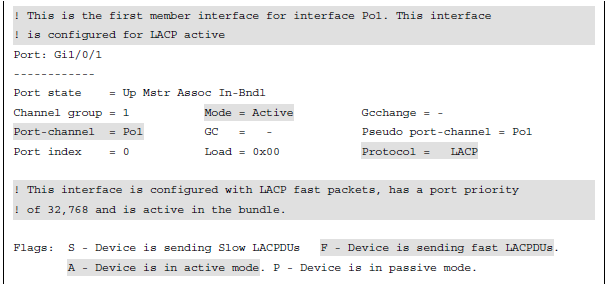 ! This is the first member interface for interface Po1. This interface
! is configured for LACP active
Port: Gi1/0/1
------------
Port state    = Up Mstr Assoc In-Bndl
Channel group = 1           Mode = Active          Gcchange = -
Port-channel  = Po1         GC   =   -             Pseudo port-channel = Po1
Port index    = 0           Load = 0x00            Protocol =   LACP
! This interface is configured with LACP fast packets, has a port priority
! of 32,768 and is active in the bundle.
Flags:  S - Device is sending Slow LACPDUs   F - Device is sending fast LACPDUs.
        A - Device is in active mode. P - Device is in passive mode.